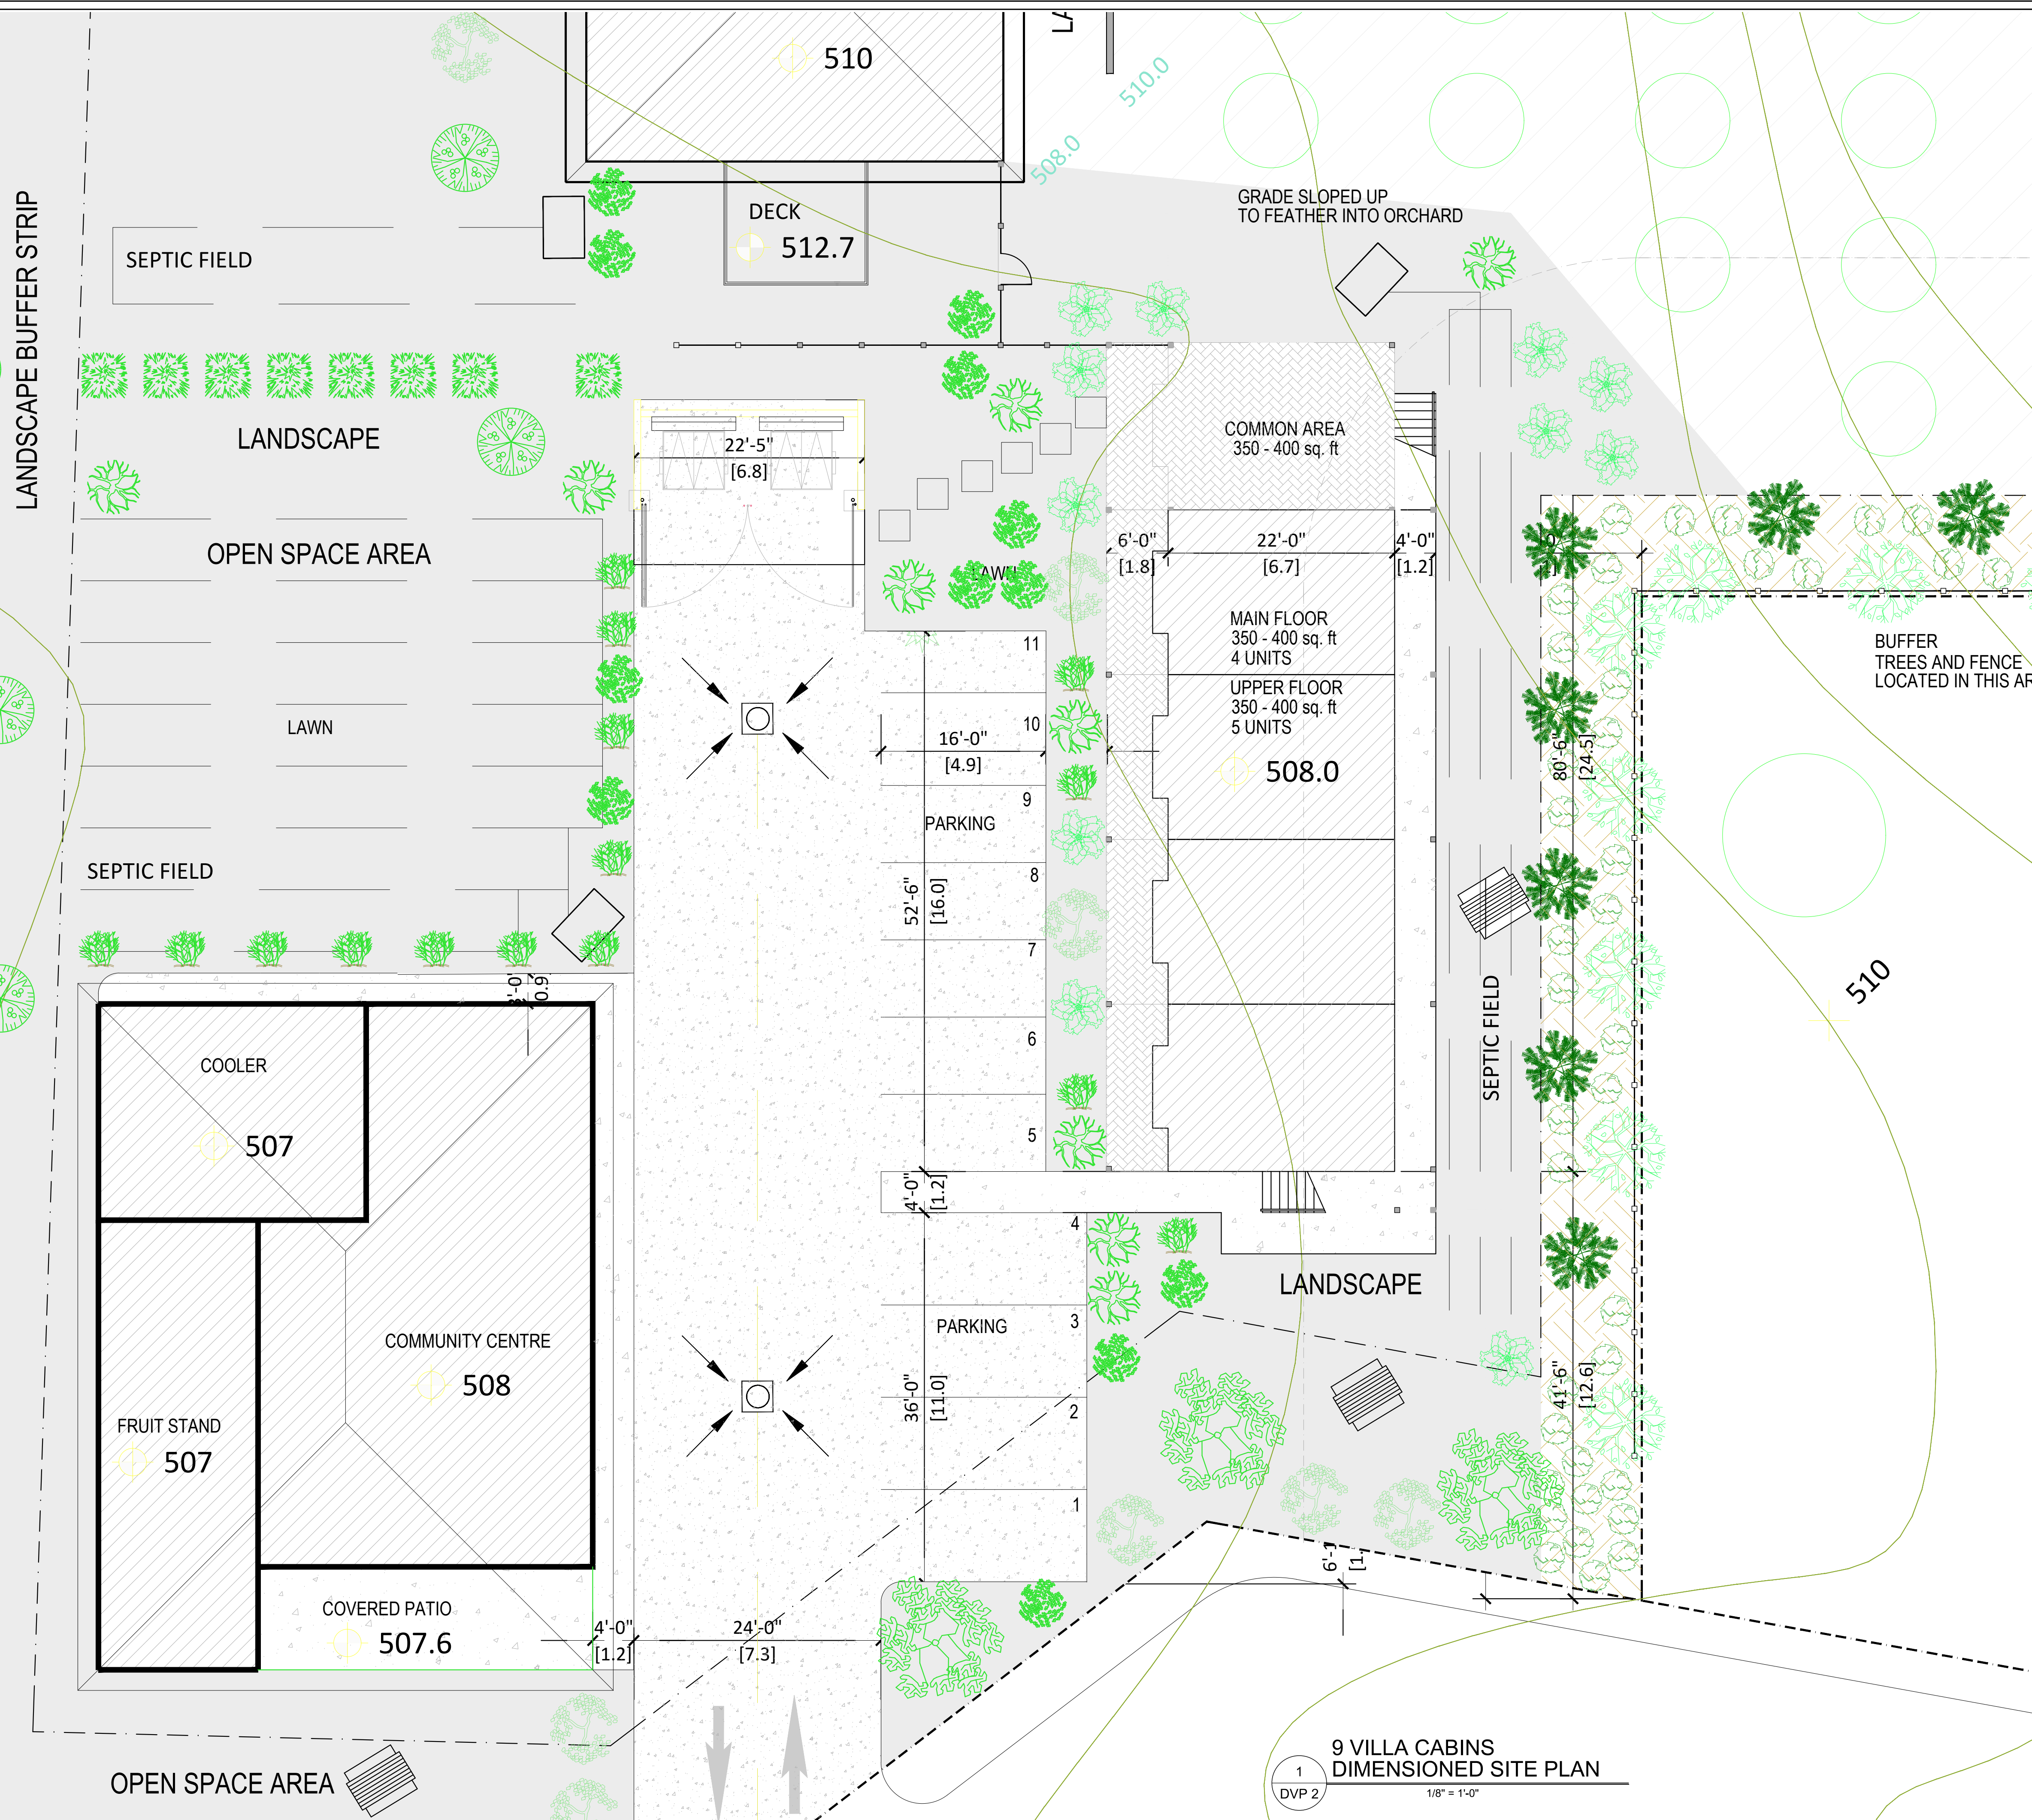 510
510.0
508.0
LANDSCAPE BUFFER STRIP
SEPTIC FIELD
DECK
512.7
GRADE SLOPED UP
TO FEATHER INTO ORCHARD
LANDSCAPE
22'-5"
[6.8]
COMMON AREA
350 - 400 sq. ft
OPEN SPACE AREA
LAWN
6'-0"
[1.8]
22'-0"
[6.7]
4'-0"
[1.2]
MAIN FLOOR
350 - 400 sq. ft
4 UNITS
UPPER FLOOR
350 - 400 sq. ft
5 UNITS
508.0
BUFFER
TREES AND FENCE
LOCATED IN THIS
11
10
16'-0"
[4.9]
9
PARKING
8
52'-6"
[16.0]
7
6
5
LAWN
80'-6"
[24.5]
SEPTIC FIELD
510
SEPTIC FIELD
COOLER
507
4'-0"
[1.2]
4
LANDSCAPE
PARKING
3
COMMUNITY CENTRE
508
36'-0"
[11.0]
2
41'-6"
[12.6]
FRUIT STAND
507
1
COVERED PATIO
507.6
4'-0"
[1.2]
24'-0"
[7.3]
OPEN SPACE AREA
1
DVP 2
9 VILLA CABINS
DIMENSIONED SITE PLAN
1/8" = 1'-0"